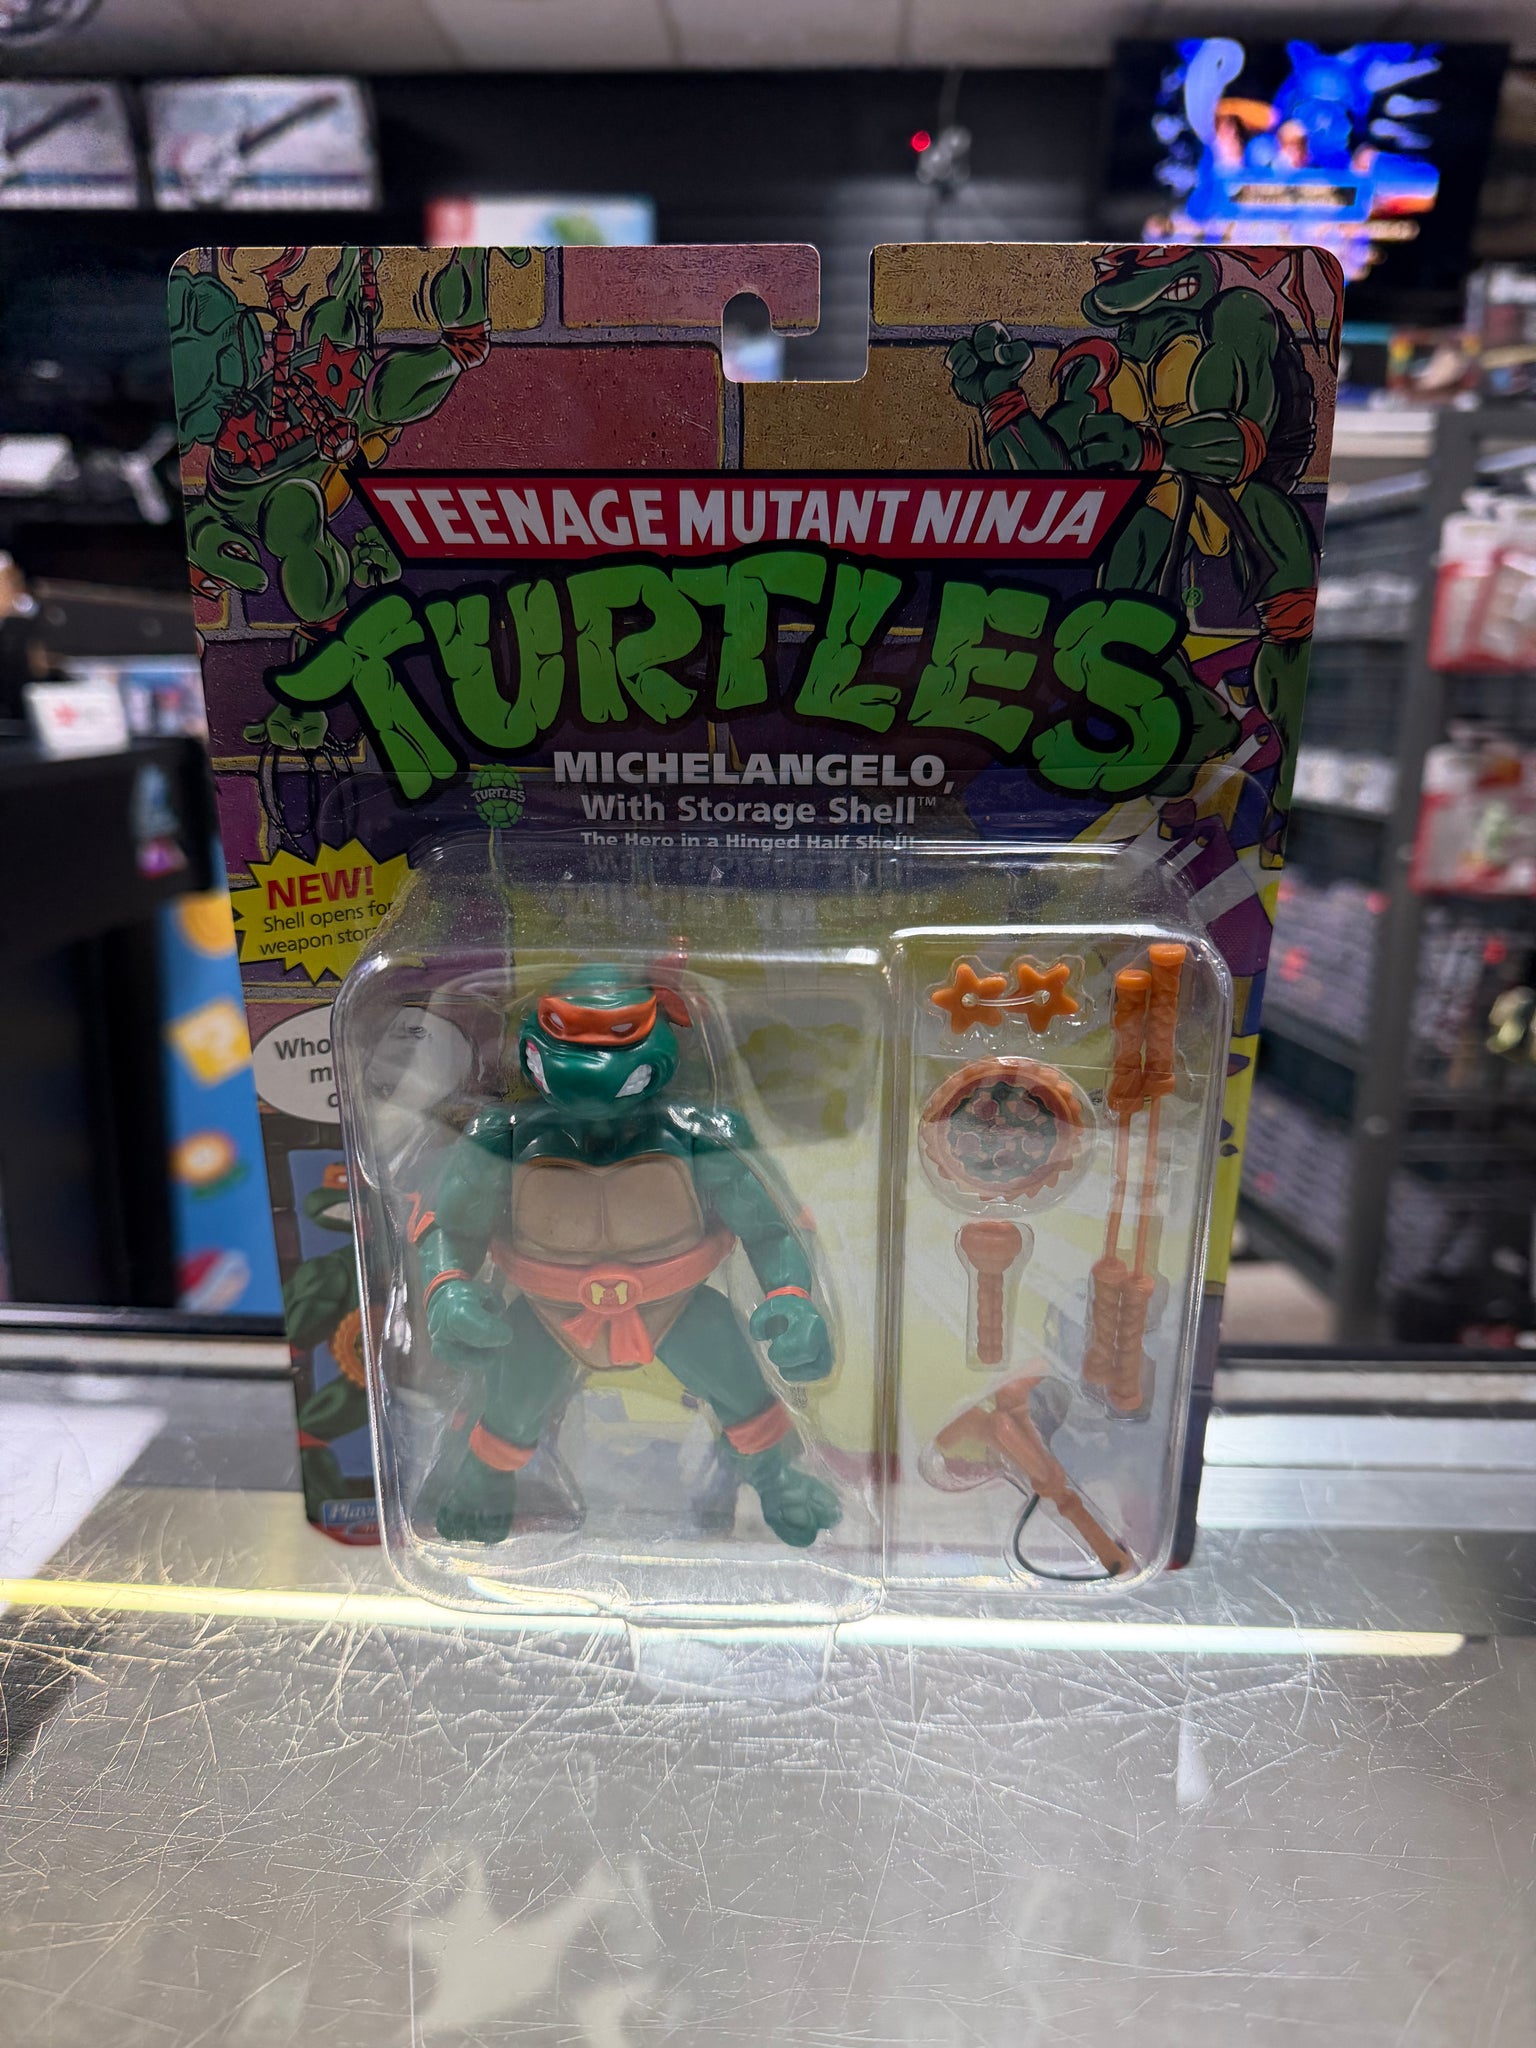 TEENAGE MUTANT NINJA
TURTLES
®
MICHELANGELO,
With Storage Shell™
The Hero in a Hinged Half Shell!
TURTLES
NEW!
Shell opens for
weapon
Who